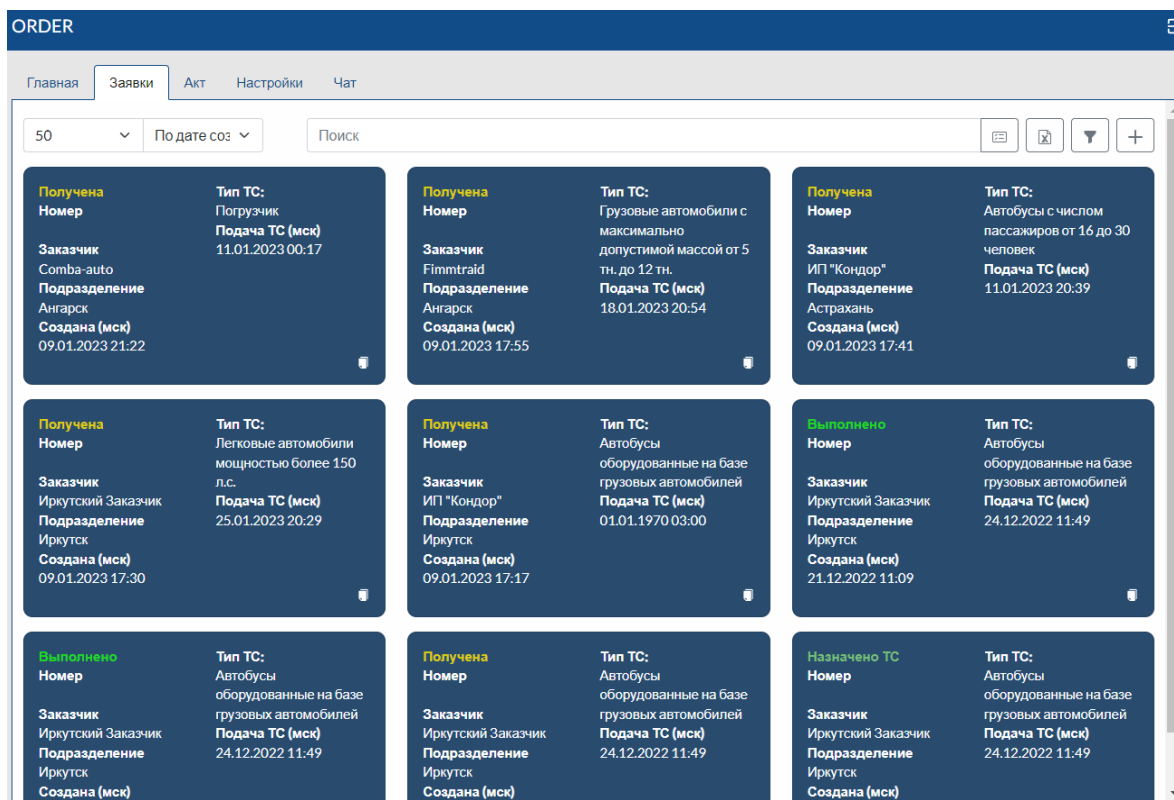 ORDER
Главная Заявки Акт Настройки Чат
50 По дате соз Поиск
Получена
Номер
Заказчик
Comba-auto
Подразделение
Ангарск
Создана (мск)
09.01.2023 21:22
Тип ТС:
Погрузчик
Подача ТС (мск)
11.01.2023 00:17
Получена
Номер
Заказчик
Fimmtraid
Подразделение
Ангарск
Создана (мск)
09.01.2023 17:55
Тип ТС:
Грузовые автомобили с
максимально
допустимой массой от 5
тн. до 12 тн.
Подача ТС (мск)
18.01.2023 20:54
Получена
Номер
Заказчик
ИП "Кондор"
Подразделение
Астрахань
Создана (мск)
09.01.2023 17:41
Тип ТС:
Автобусы с числом
пассажиров от 16 до 30
человек
Подача ТС (мск)
11.01.2023 20:39
Получена
Номер
Заказчик
Иркутский Заказчик
Подразделение
Иркутск
Создана (мск)
09.01.2023 17:30
Тип ТС:
Легковые автомобили
мощностью более 150
л.с.
Подача ТС (мск)
25.01.2023 20:29
Получена
Номер
Заказчик
ИП "Кондор"
Подразделение
Иркутск
Создана (мск)
09.01.2023 17:17
Тип ТС:
Автобусы
оборудованные на базе
грузовых автомобилей
Подача ТС (мск)
01.01.1970 03:00
Выполнено
Номер
Заказчик
Иркутский Заказчик
Подразделение
Иркутск
Создана (мск)
21.12.2022 11:09
Тип ТС:
Автобусы
оборудованные на базе
грузовых автомобилей
Подача ТС (мск)
24.12.2022 11:49
Выполнено
Номер
Заказчик
Иркутский Заказчик
Подразделение
Иркутск
Создана (мск)
Тип ТС:
Автобусы
оборудованные на базе
грузовых автомобилей
Подача ТС (мск)
24.12.2022 11:49
Получена
Номер
Заказчик
Иркутский Заказчик
Подразделение
Иркутск
Создана (мск)
Тип ТС:
Автобусы
оборудованные на базе
грузовых автомобилей
Подача ТС (мск)
24.12.2022 11:49
Назначено ТС
Номер
Заказчик
Иркутский Заказчик
Подразделение
Иркутск
Создана (мск)
Тип ТС:
Автобусы
оборудованные на базе
грузовых автомобилей
Подача ТС (мск)
24.12.2022 11:49